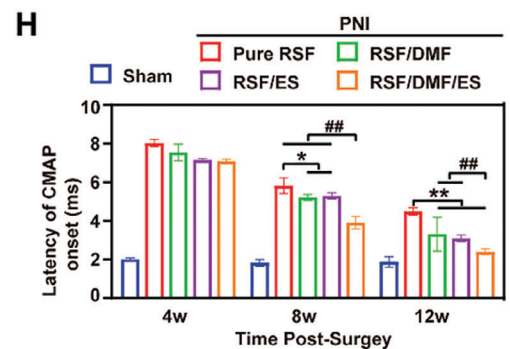 H
PNI
Sham
Pure RSF
RSF/DMF
RSF/ES
RSF/DMF/ES
Latency of CMAP
onset (ms)
10
8
6
4
2
0
##
*
##
**
4w
8w
12w
Time Post-Surgey